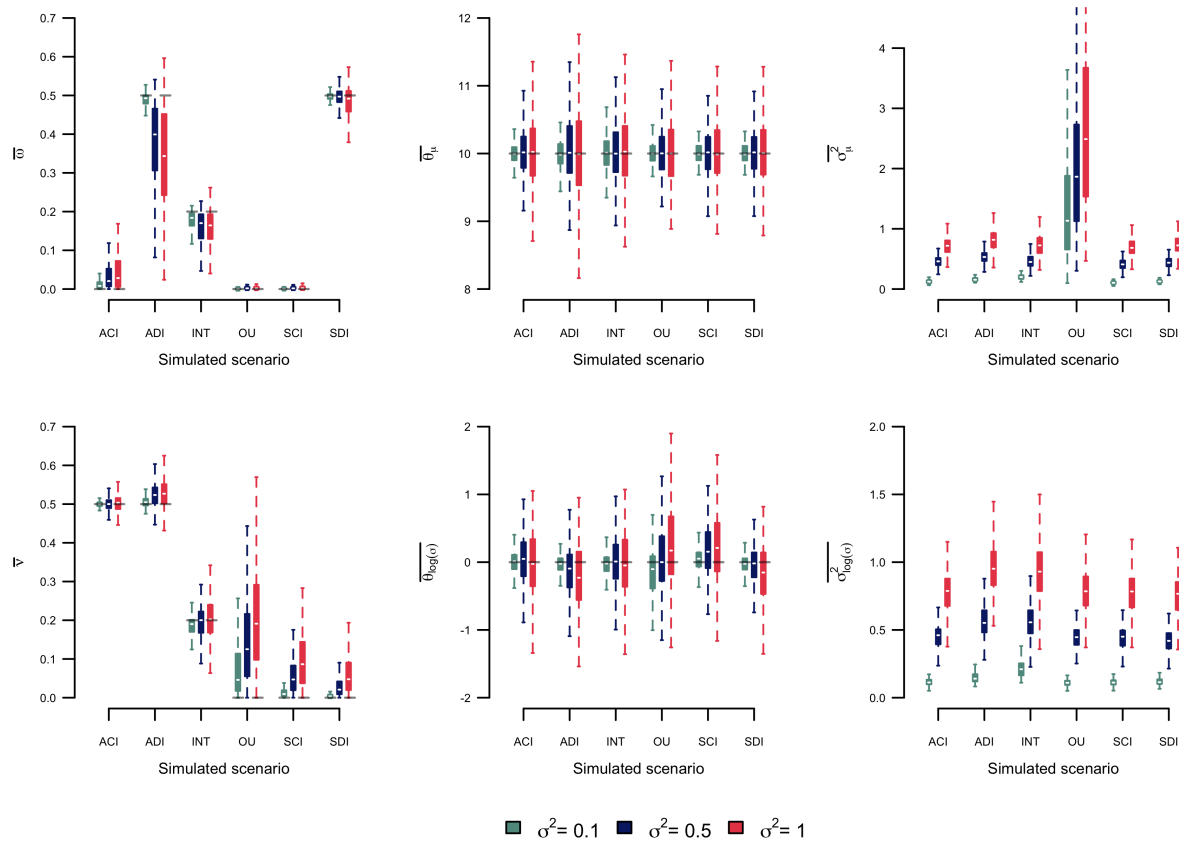 0.7
0.6
0.5
0.4
0.3
0.2
0.1
0.0
ω
ACI ADI INT OU SCI SDI
Simulated scenario
12
11
10
9
8
θμ
ACI ADI INT OU SCI SDI
Simulated scenario
4
3
2
1
0
σ²μ
ACI ADI INT OU SCI SDI
Simulated scenario
0.7
0.6
0.5
0.4
0.3
0.2
0.1
0.0
ν
ACI ADI INT OU SCI SDI
Simulated scenario
2
1
0
-1
-2
θlog(σ)
ACI ADI INT OU SCI SDI
Simulated scenario
2.0
1.5
1.0
0.5
0.0
σ²log(σ)
ACI ADI INT OU SCI SDI
Simulated scenario
σ²= 0.1 σ²= 0.5 σ²= 1